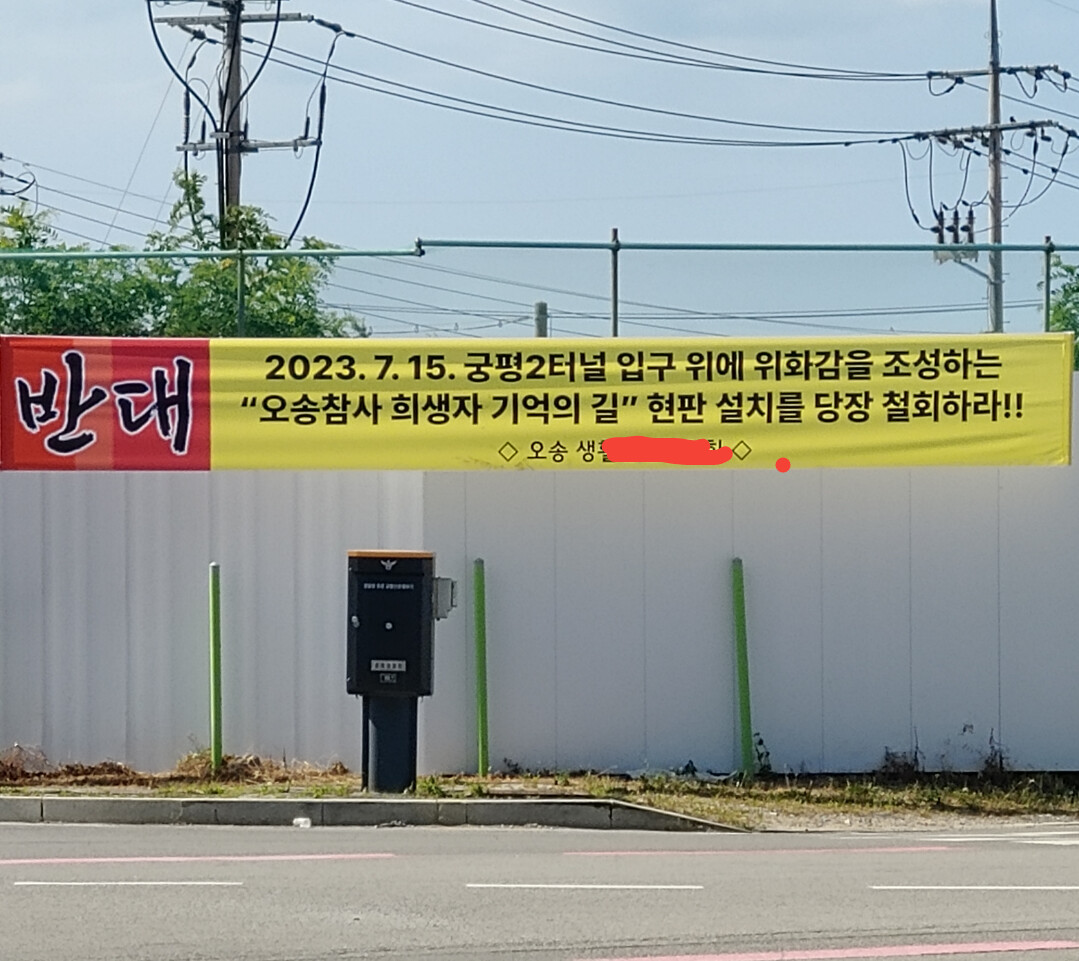 반대
2023. 7. 15. 궁평2터널 입구 위에 위화감을 조성하는
“오송참사 희생자 기억의 길” 현판 설치를 당장 철회하라!!
◇ 오송 ◇